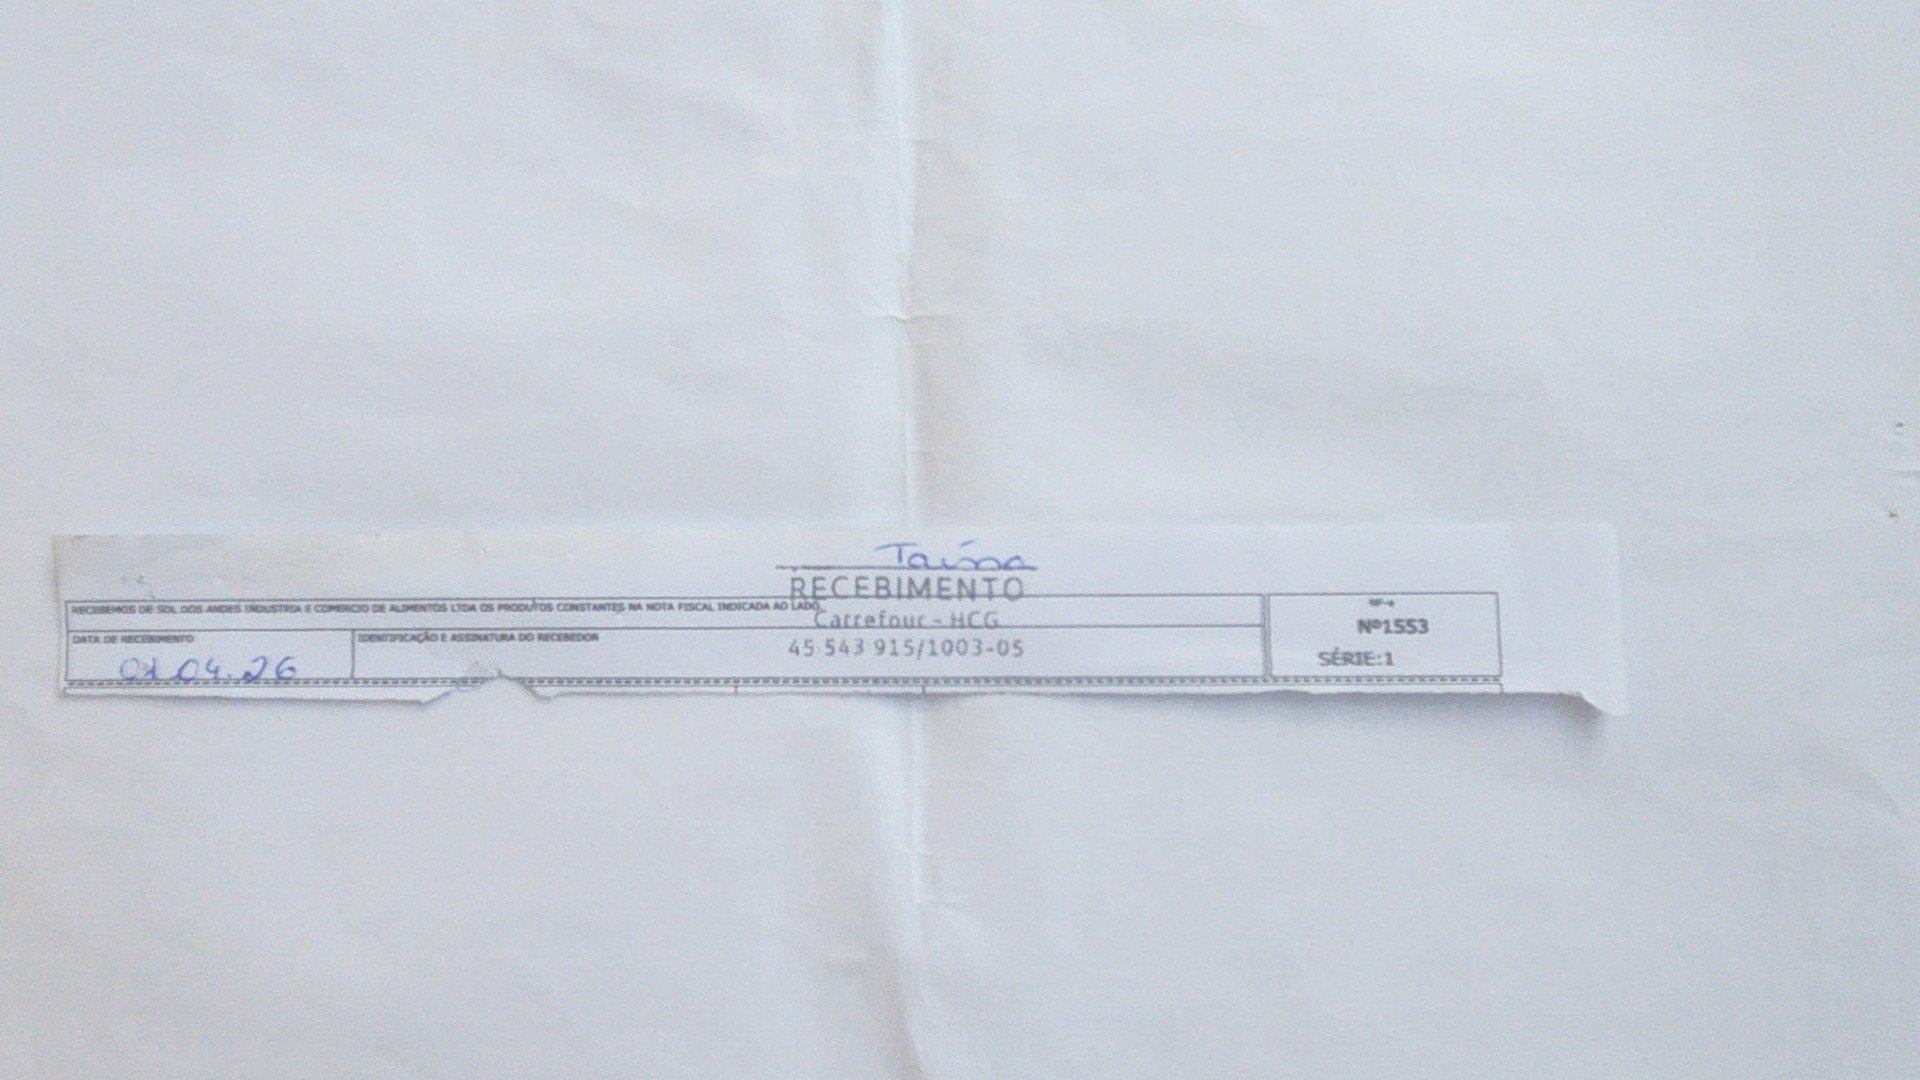 Taina
RECEBIMENTO
Carrefour - HCG
45 543 915/1003-05
RECEBEMOS DE SOL DOS ANDES INDUSTRIA E COMERCIO DE ALIMENTOS LTDA OS PRODUTOS CONSTANTES NA NOTA FISCAL INDICADA AO LADO.
DATA DE RECEBIMENTO
01.04.26
IDENTIFICAÇÃO E ASSINATURA DO RECEBEDOR
NF-e
Nº1553
SÉRIE:1